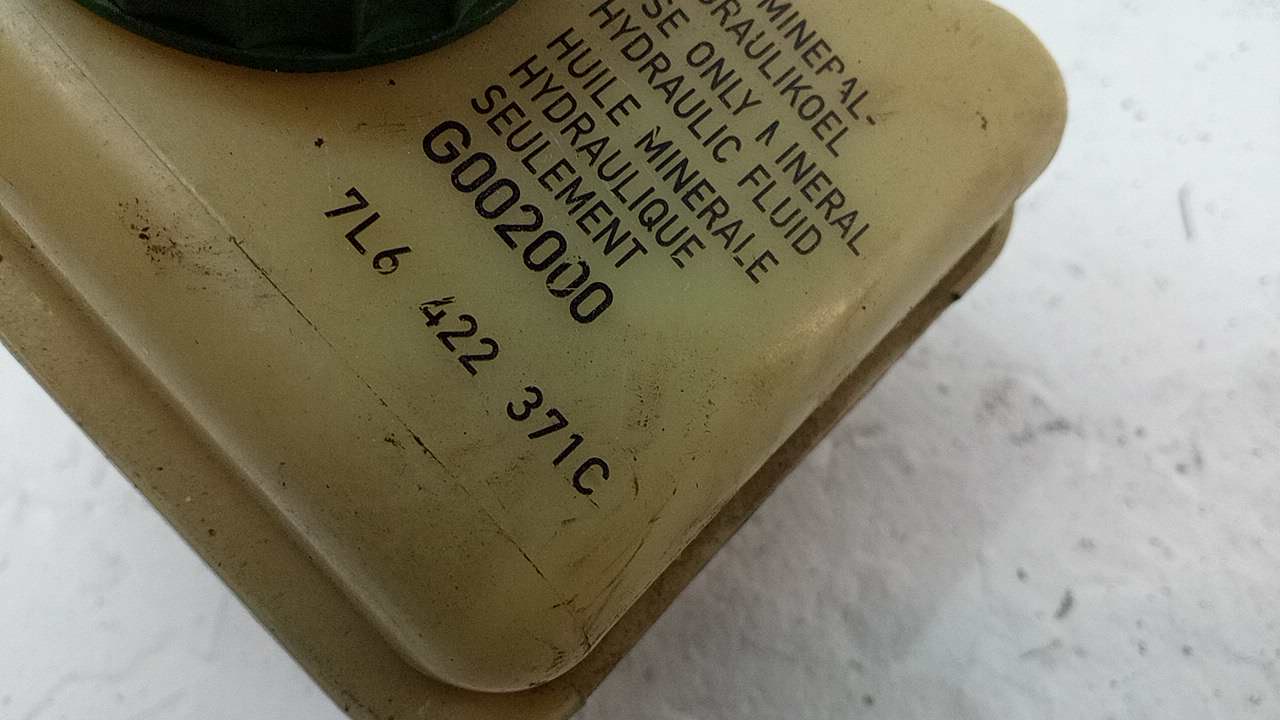 MINERAL-
DRAULIKOEL
SE ONLY MINERAL
HYDRAULIC FLUID
HUILE MINERALE
HYDRAULIQUE
SEULEMENT
G002000
7L6 422 371C